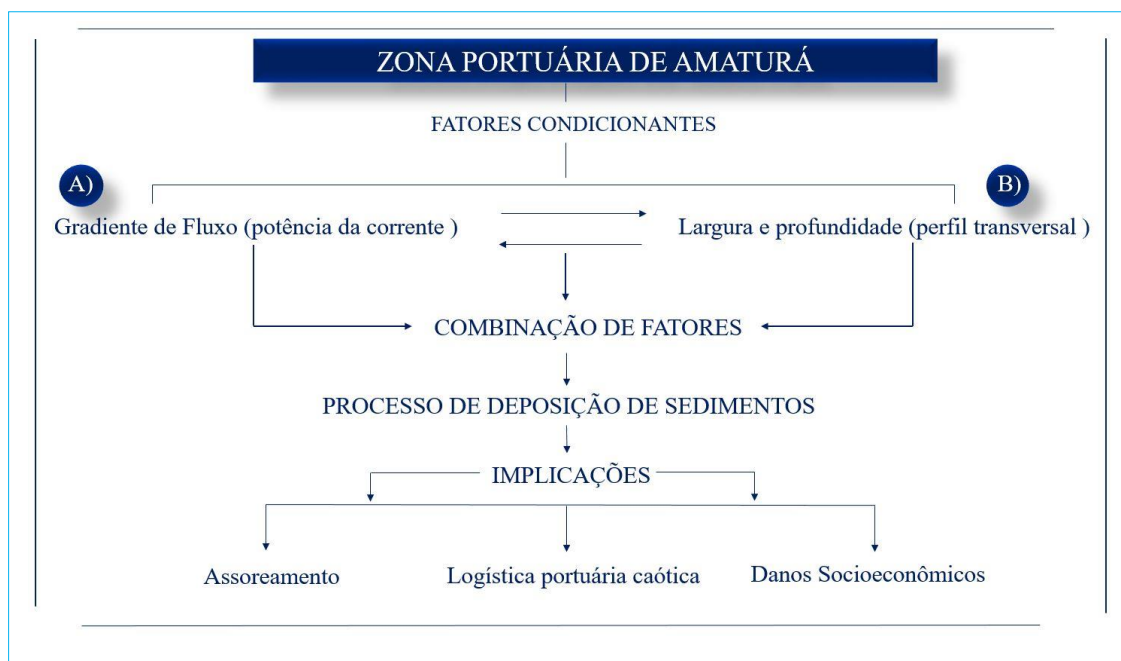 ZONA PORTUÁRIA DE AMATURÁ
FATORES CONDICIONANTES
A)
B)
Gradiente de Fluxo (potência da corrente )
Largura e profundidade (perfil transversal )
COMBINAÇÃO DE FATORES
PROCESSO DE DEPOSIÇÃO DE SEDIMENTOS
IMPLICAÇÕES
Assoreamento
Logística portuária caótica
Danos Socioeconômicos